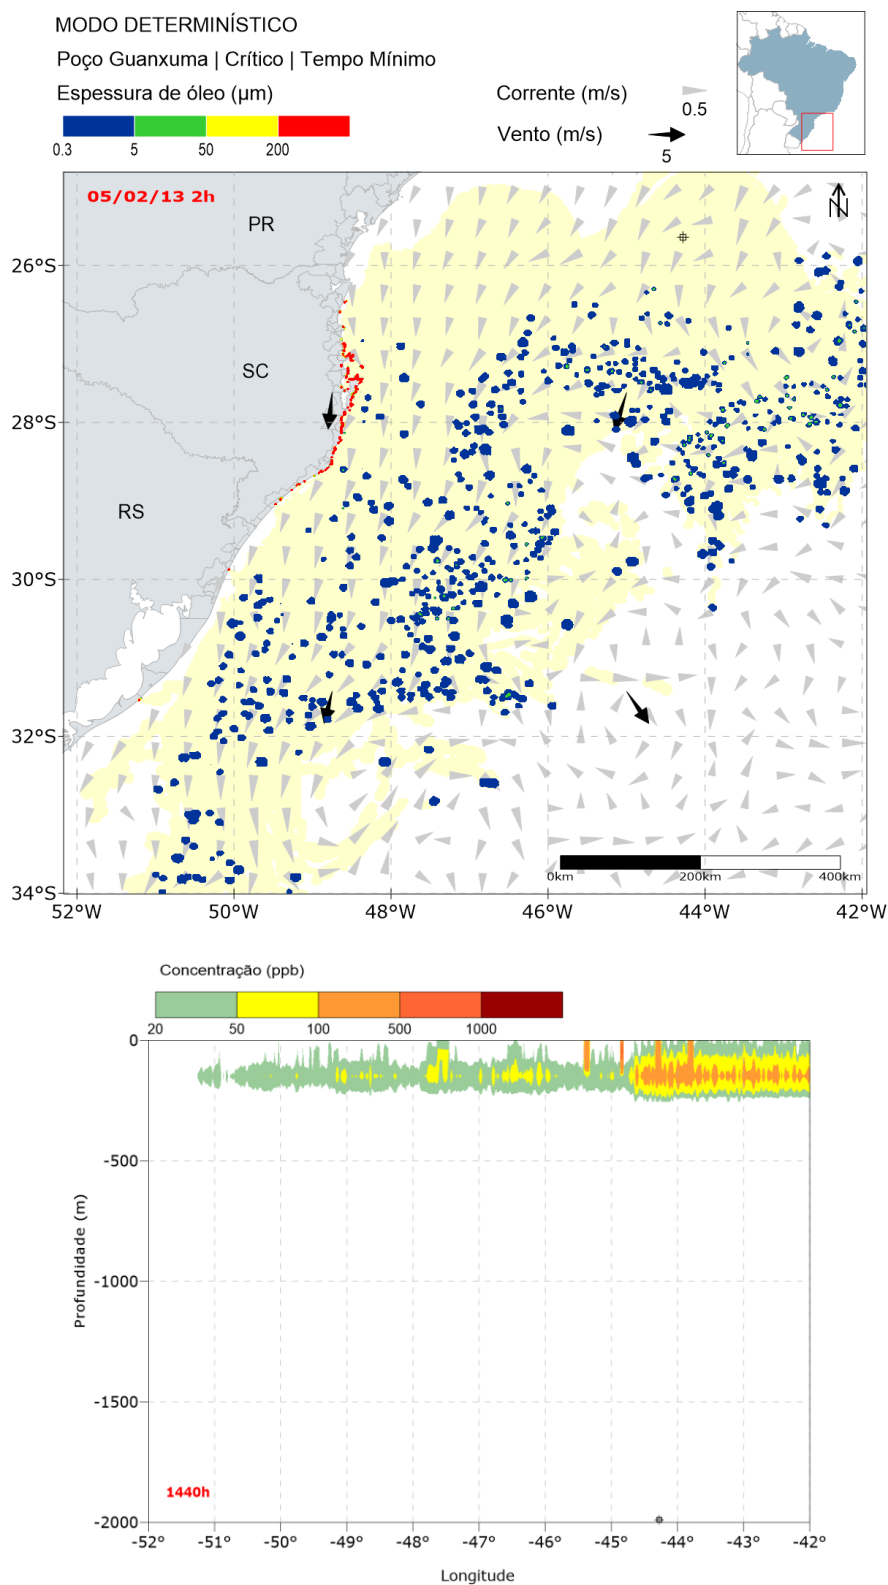 MODO DETERMINÍSTICO
Poço Guanxuma | Crítico | Tempo Mínimo
Espessura de óleo (μm)
0.3 5 50 200
Corrente (m/s)
0.5
Vento (m/s)
5
05/02/13 2h
N
PR
SC
RS
26°S
28°S
30°S
32°S
34°S
0km 200km 400km
52°W 50°W 48°W 46°W 44°W 42°W
Concentração (ppb)
20 50 100 500 1000
0
-500
-1000
-1500
-2000
Profundidade (m)
1440h
-52° -51° -50° -49° -48° -47° -46° -45° -44° -43° -42°
Longitude